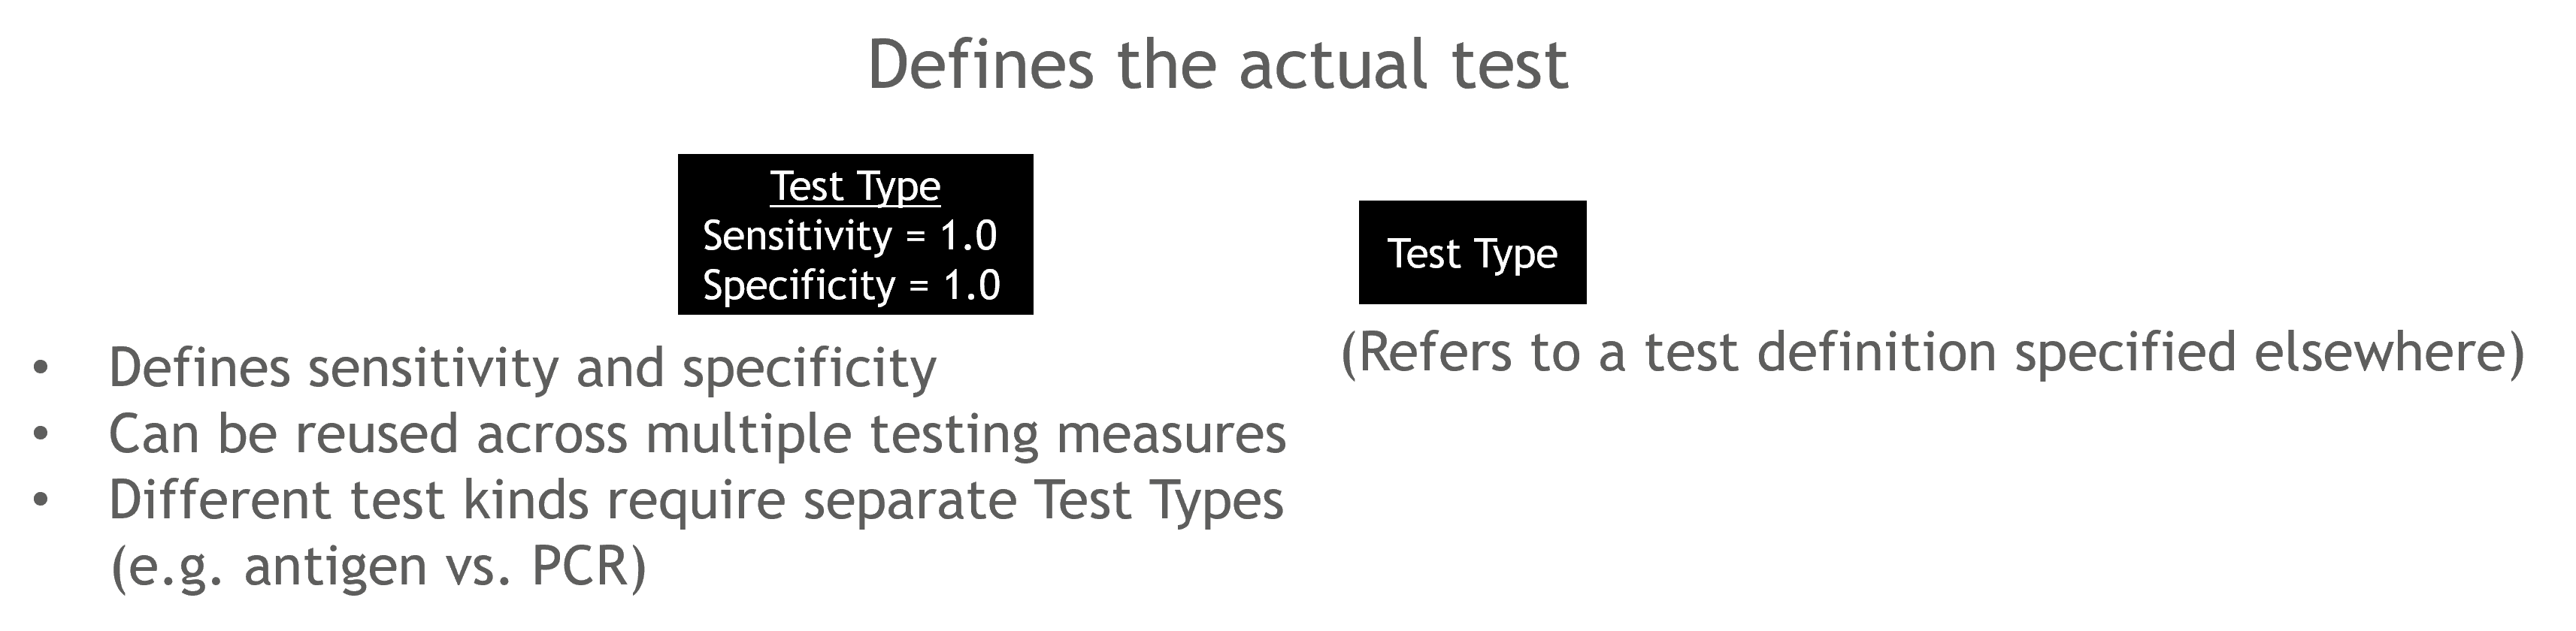 Defines the actual test
Test Type
Sensitivity = 1.0
Specificity = 1.0
Test Type
(Refers to a test definition specified elsewhere)
• Defines sensitivity and specificity
• Can be reused across multiple testing measures
• Different test kinds require separate Test Types
(e.g. antigen vs. PCR)